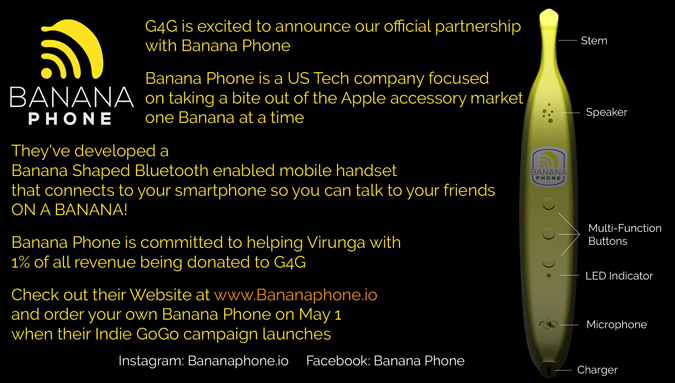 BANANA
PHONE
G4G is excited to announce our official partnership
with Banana Phone
Banana Phone is a US Tech company focused
on taking a bite out of the Apple accessory market
one Banana at a time
They've developed a
Banana Shaped Bluetooth enabled mobile handset
that connects to your smartphone so you can talk to your friends
ON A BANANA!
Banana Phone is committed to helping Virunga with
1% of all revenue being donated to G4G
Check out their Website at www.Bananaphone.io
and order your own Banana Phone on May 1
when their Indie GoGo campaign launches
Instagram: Bananaphone.io Facebook: Banana Phone
Stem
Speaker
BANANA
PHONE
Multi-Function
Buttons
LED Indicator
Microphone
Charger